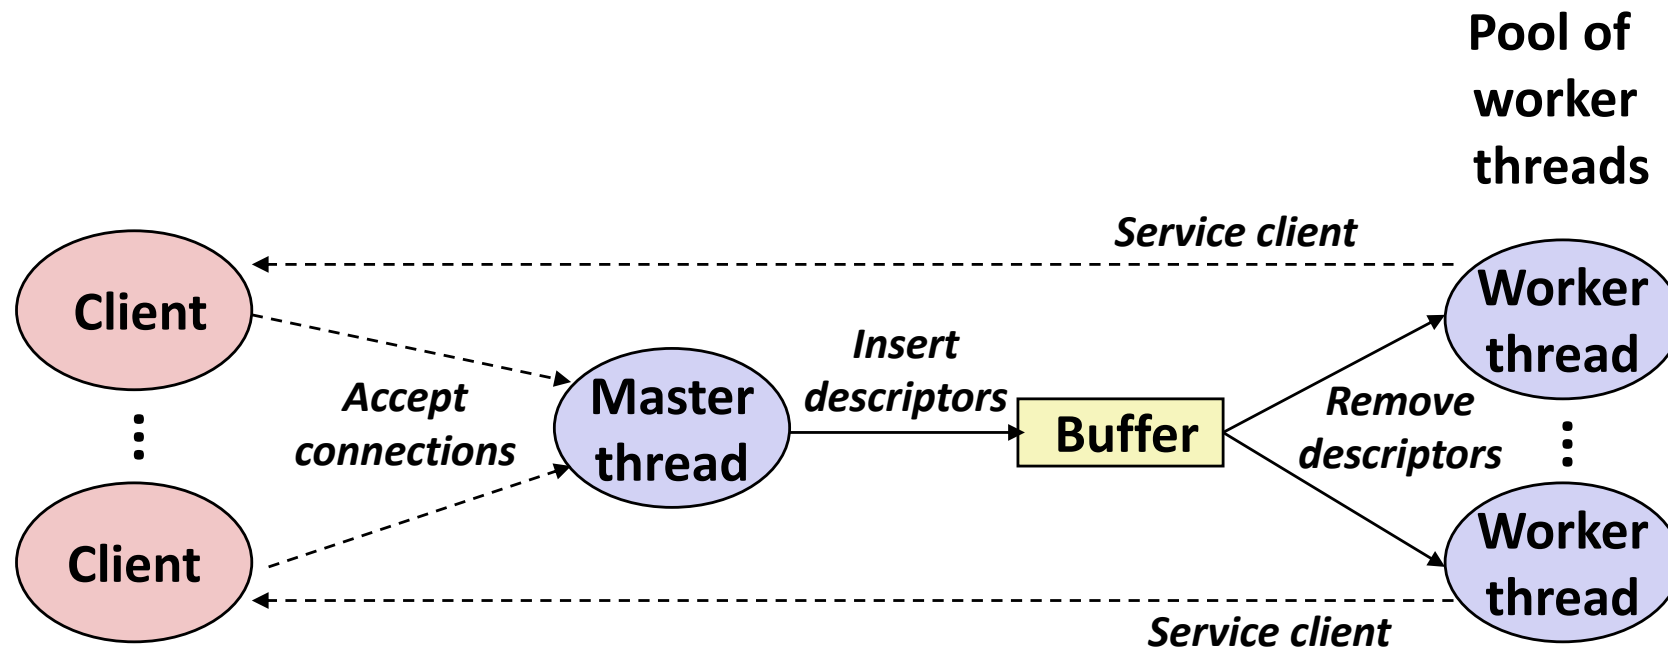 Pool of
worker
threads
Service client
Client
Worker
thread
Accept
connections
Master
thread
Insert
descriptors
Buffer
Remove
descriptors
Client
Worker
thread
Service client